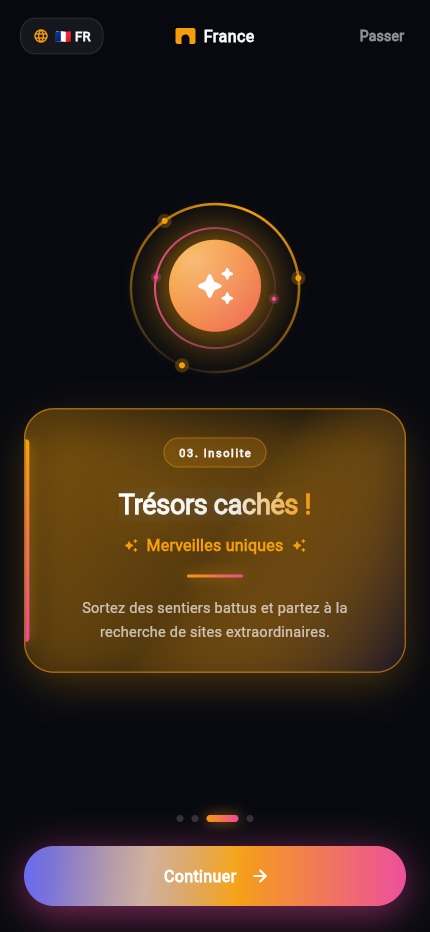 FR
France
Passer
03. Insolite
Trésors cachés !
Merveilles uniques
Sortez des sentiers battus et partez à la
recherche de sites extraordinaires.
Continuer